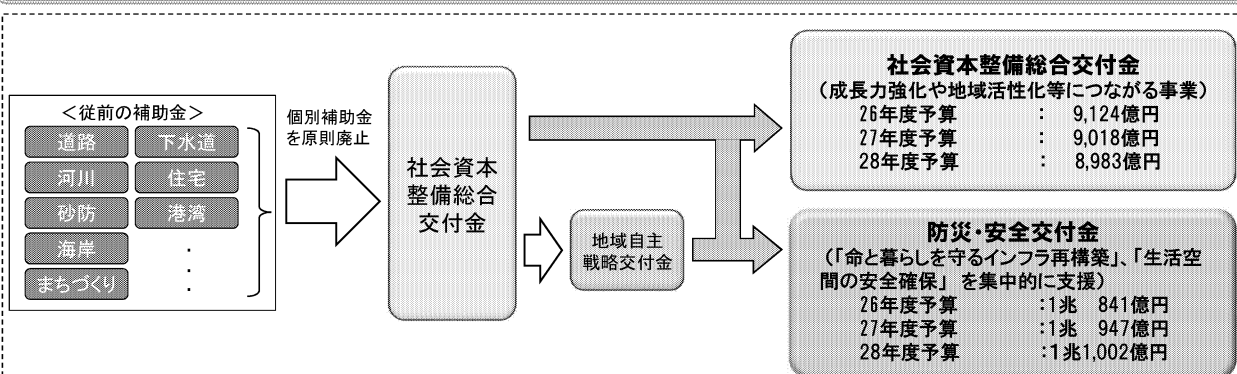 ＜従前の補助金＞
道路
下水道
河川
住宅
砂防
港湾
海岸
まちづくり
・
・
・
個別補助金
を原則廃止
社会資本
整備総合
交付金
地域自主
戦略交付金
社会資本整備総合交付金
（成長力強化や地域活性化等につながる事業）
26年度予算 ： 9,124億円
27年度予算 ： 9,018億円
28年度予算 ： 8,983億円
防災・安全交付金
（「命と暮らしを守るインフラ再構築」、「生活空
間の安全確保」 を集中的に支援）
26年度予算 ：1兆 841億円
27年度予算 ：1兆 947億円
28年度予算 ：1兆1,002億円